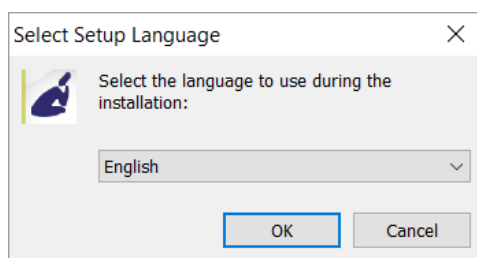 Select Setup Language
Select the language to use during the
installation:
English
OK
Cancel